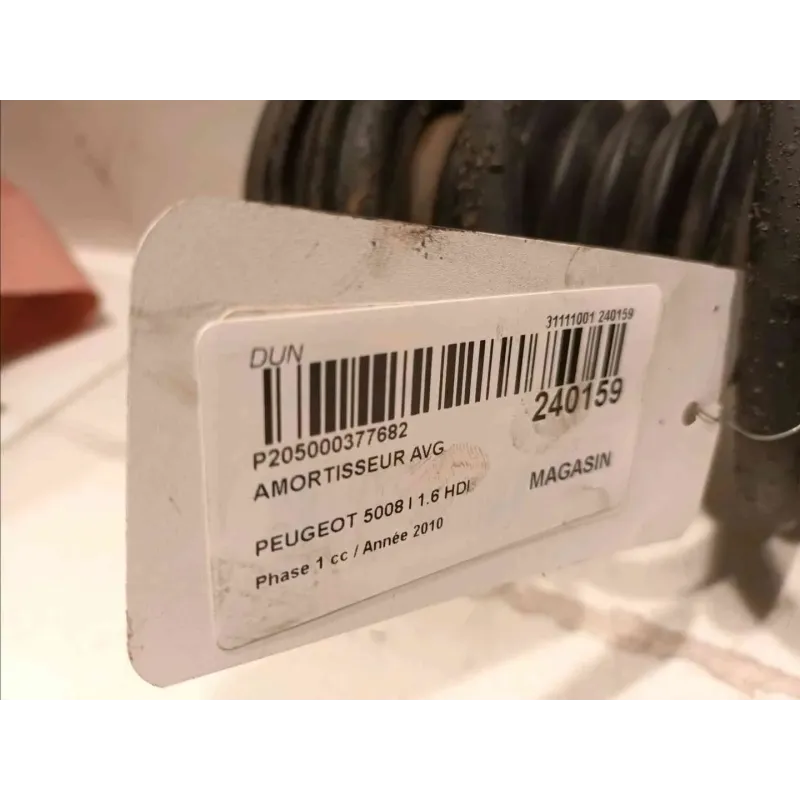 DUN
31111001 240159
240159
P205000377682
AMORTISSEUR AVG
MAGASIN
PEUGEOT 5008 I 1.6 HDI
Phase 1 cc / Année 2010